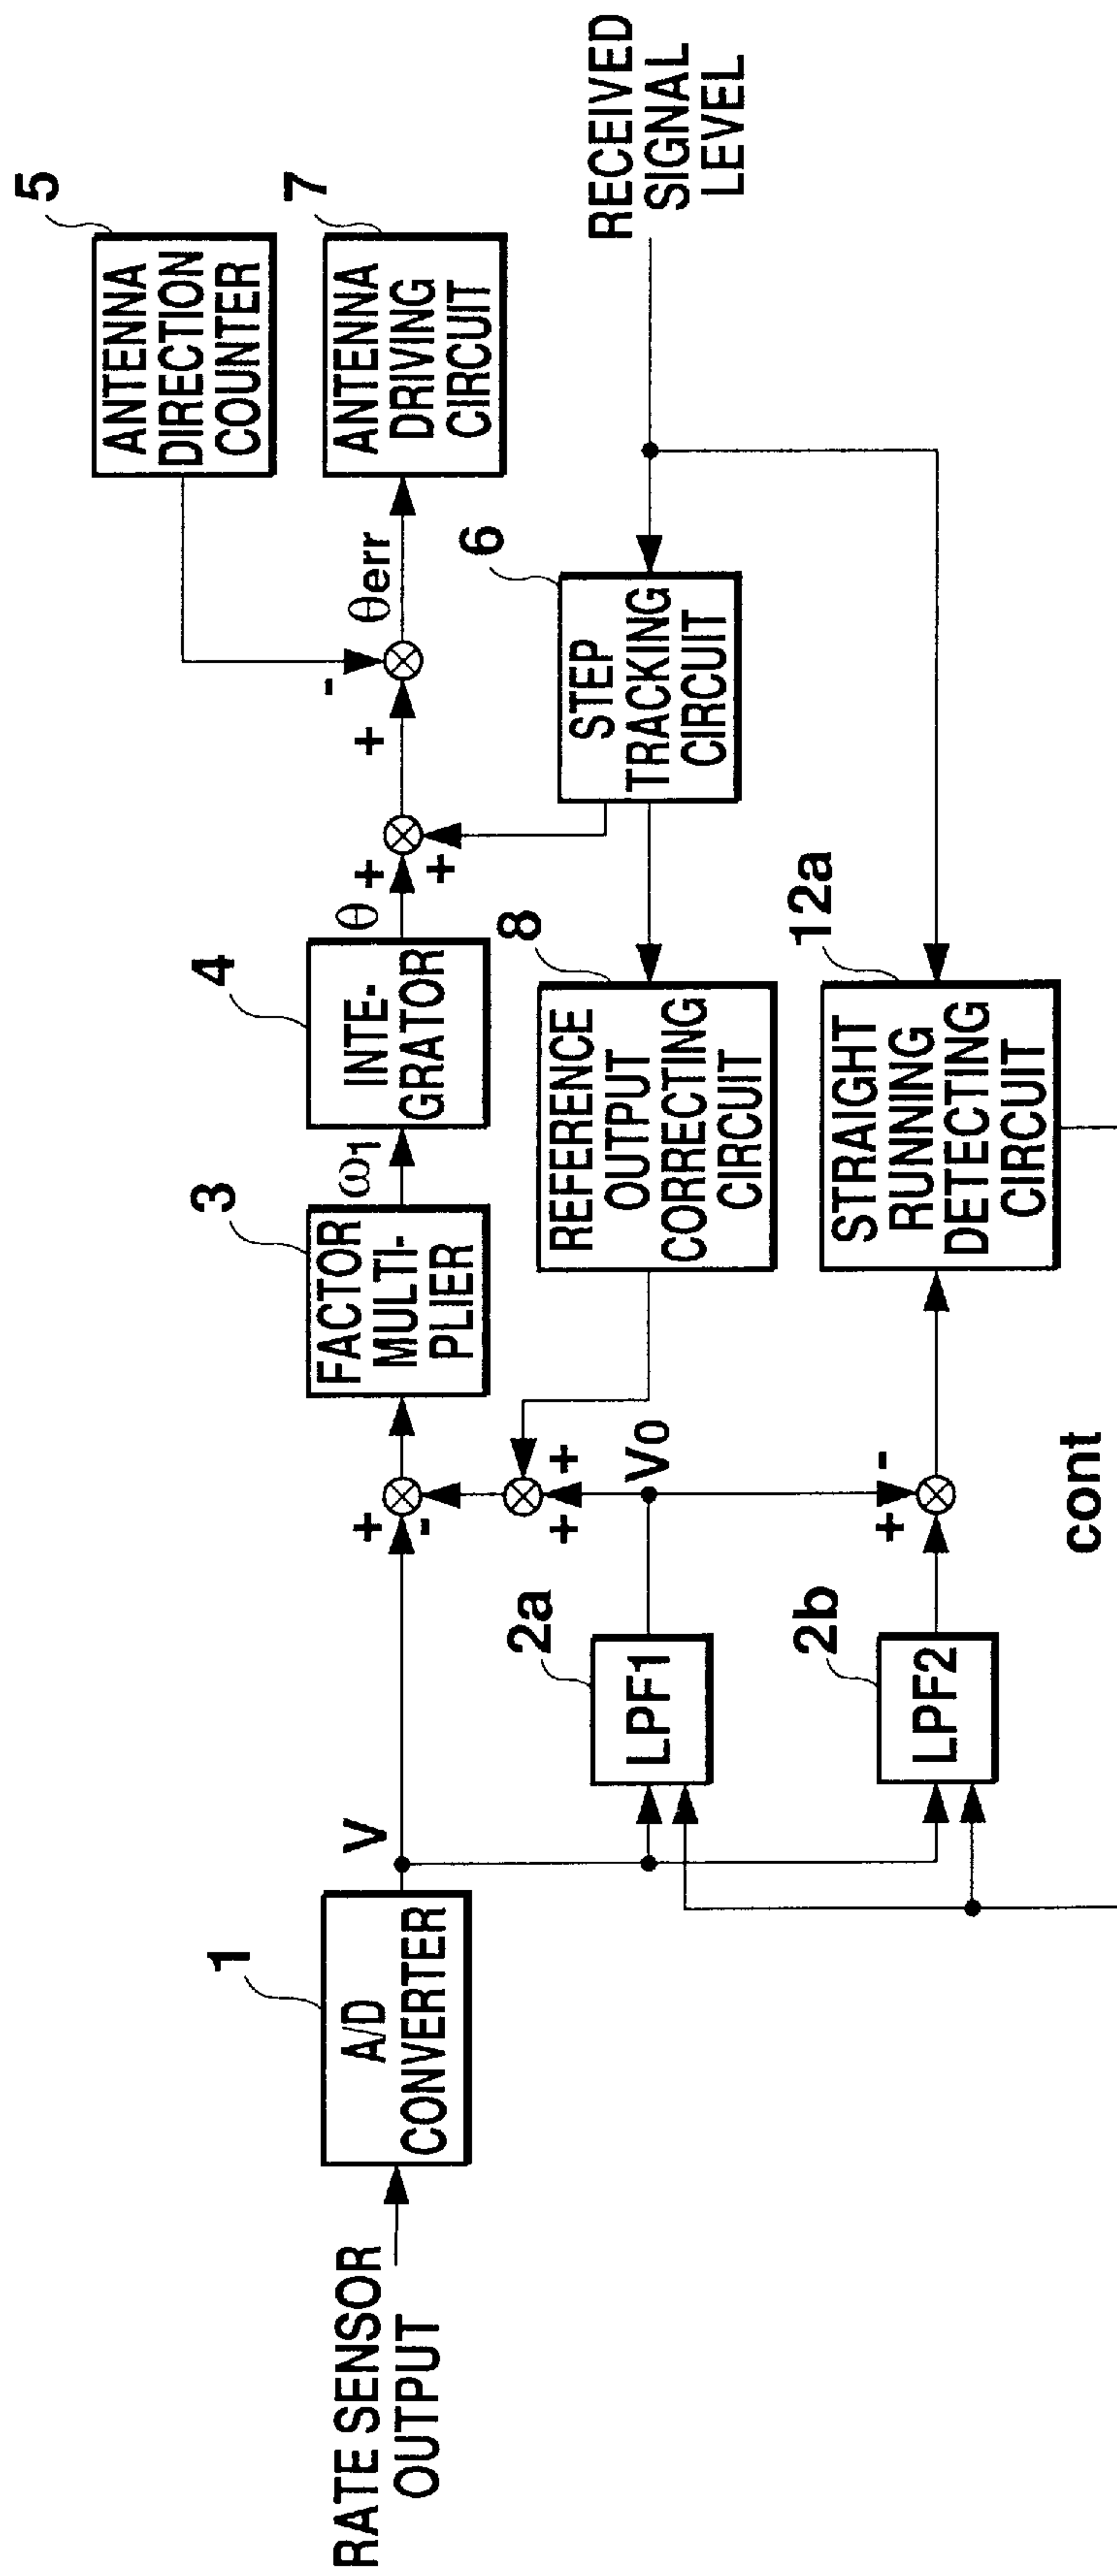 RATE SENSOR
OUTPUT
1
A/D
CONVERTER
V
+
-
3
FACTOR
MULTI-
PLIER
ω1
4
INTE-
GRATOR
θ
+
+
+
-
θerr
5
ANTENNA
DIRECTION
COUNTER
7
ANTENNA
DRIVING
CIRCUIT
2a
LPF1
+
+
V0
8
REFERENCE
OUTPUT
CORRECTING
CIRCUIT
6
STEP
TRACKING
CIRCUIT
RECEIVED
SIGNAL
LEVEL
2b
LPF2
+
-
12a
STRAIGHT
RUNNING
DETECTING
CIRCUIT
cont